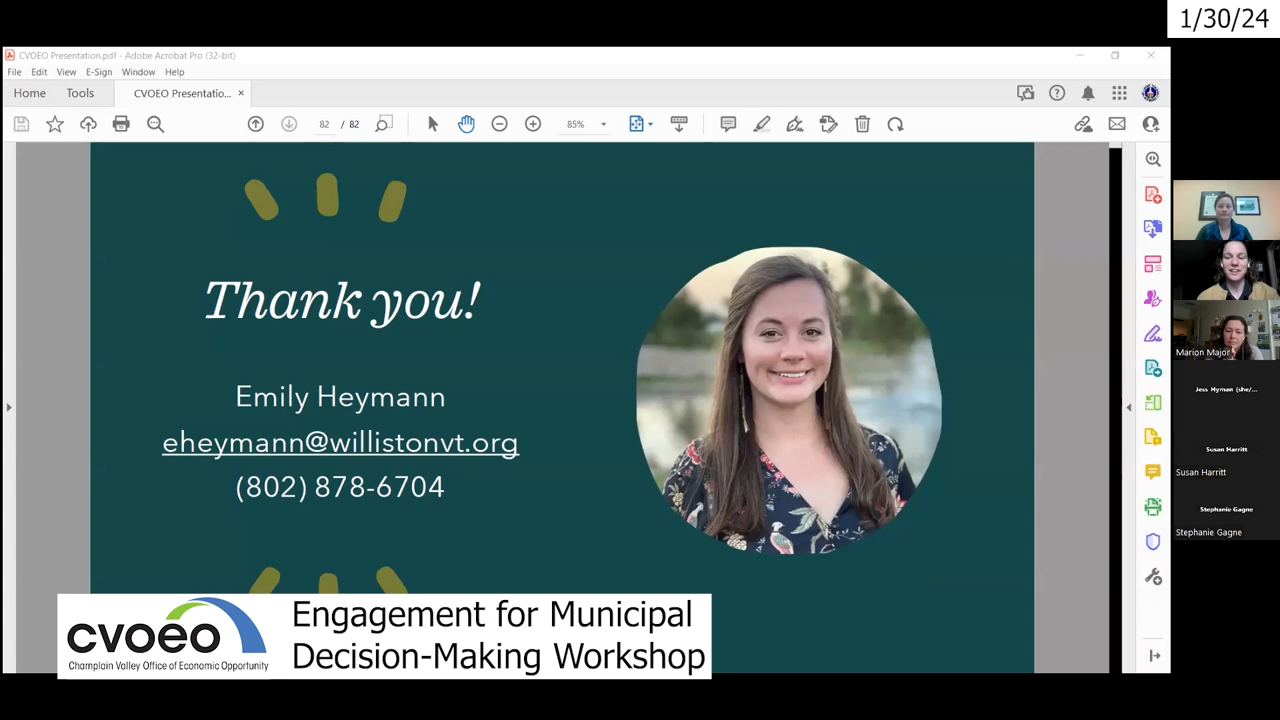 1/30/24
CVOEO Presentation.pdf - Adobe Acrobat Pro (32-bit)
File Edit View E-Sign Window Help
Home Tools CVOEO Presentatio... ×
82 / 82 85%
Thank you!
Emily Heymann
eheymann@willistonvt.org
(802) 878-6704
Marion Major
Jess Hyman (she/...
Susan Harritt
Susan Harritt
Stephanie Gagne
Stephanie Gagne
cvoeo
Champlain Valley Office of Economic Opportunity
Engagement for Municipal
Decision-Making Workshop